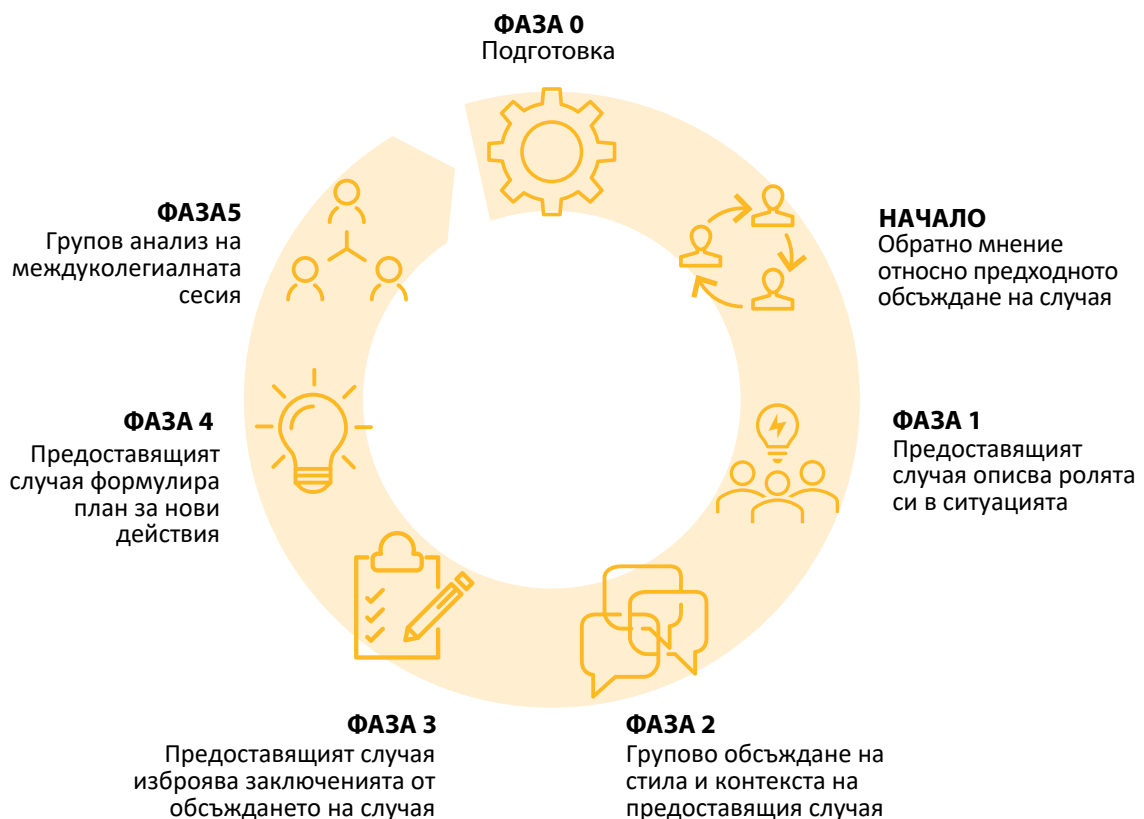 ФАЗА 0
Подготовка
НАЧАЛО
Обратно мнение
относно предходното
обсъждане на случая
ФАЗА 1
Предоставящият
случая описва ролята
си в ситуацията
ФАЗА 2
Групово обсъждане на
стила и контекста на
предоставящия случая
ФАЗА 3
Предоставящият случая
изброява заключенията от
обсъждането на случая
ФАЗА 4
Предоставящият
случая формулира
план за нови
действия
ФАЗА5
Групов анализ на
междуколегиалната
сесия